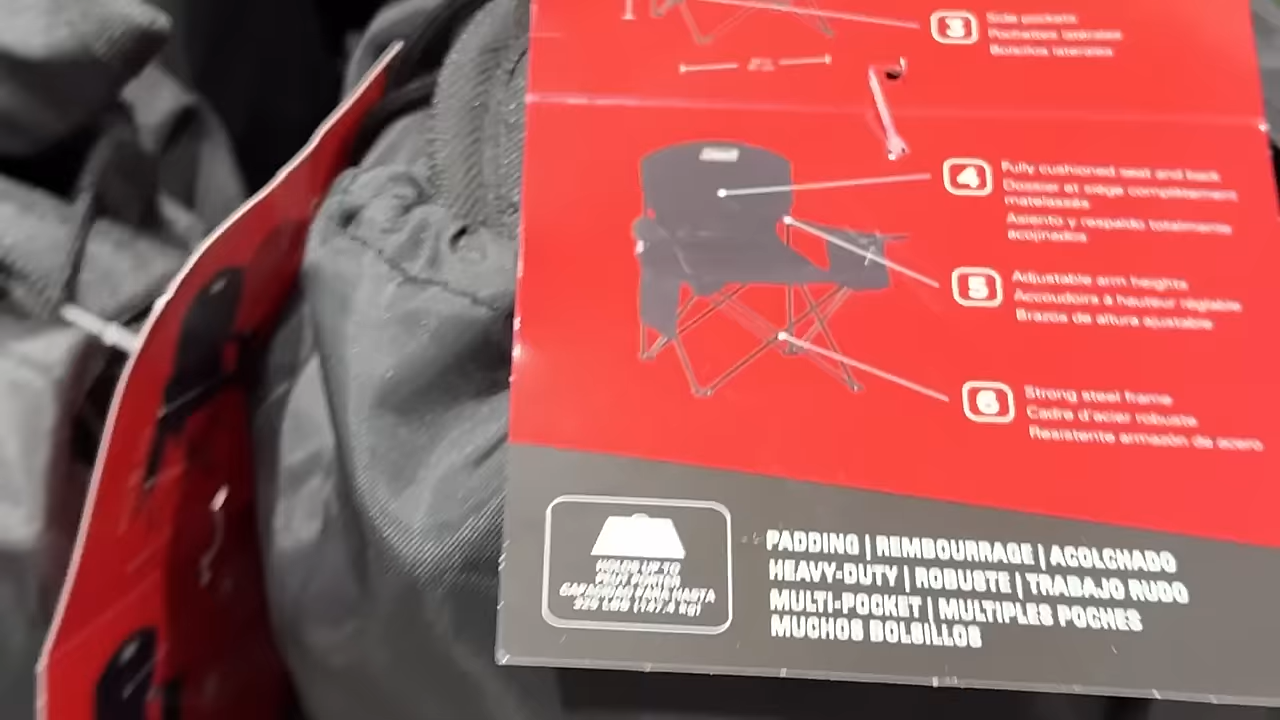 3
Side pockets
Pochettes latérales
Bolsillos laterales
4
Fully cushioned seat and back
Dossier et siège complètement
matelassés
Asiento y respaldo totalmente
acojinados
5
Adjustable arm heights
Accoudoirs à hauteur réglable
Brazos de altura ajustable
6
Strong steel frame
Cadre d'acier robuste
Resistente armazón de acero
HOLDS UP TO
PEUT PORTER
CAPACIDAD PARA HASTA
325 LBS (147,4 kg)
PADDING | REMBOURRAGE | ACOLCHADO
HEAVY-DUTY | ROBUSTE | TRABAJO RUDO
MULTI-POCKET | MULTIPLES POCHES
MUCHOS BOLSILLOS